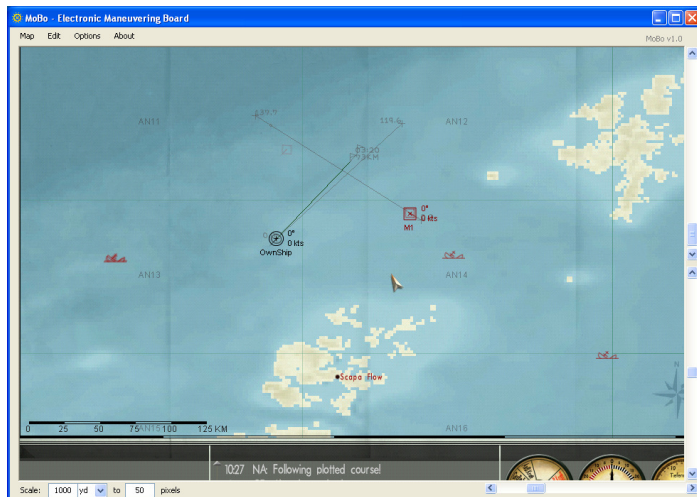 MoBo - Electronic Maneuvering Board
Map Edit Options About
MoBo v1.0
AN11
AN12
0°
0 kts
M1
0°
0 kts
OwnShip
AN13
AN14
N
Scapa Flow
0 25 50 75 100 125 KM
AN15
AN16
1027 NA: Following plotted course!
Scale: 1000 yd to 50 pixels